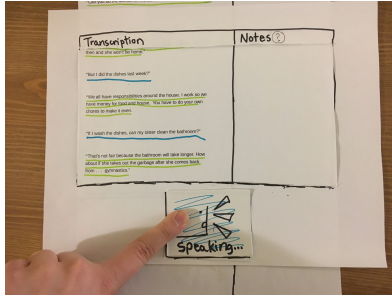 Transcription
Notes ?
then and she won't be home."
"But I did the dishes last week?"
"We all have responsibilities around the house. I work so we
have money for food and house. You have to do your own
chores to make it even.
"If I wash the dishes, can my sister clean the bathroom?"
"That's not fair because the bathroom will take longer. How
about if she takes out the garbage after she comes back
from ... gymnastics."
Speaking...